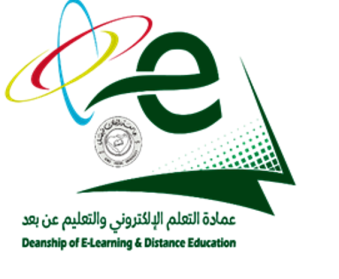 e
عمادة التعلم الإلكتروني والتعليم عن بعد
Deanship of E-Learning & Distance Education